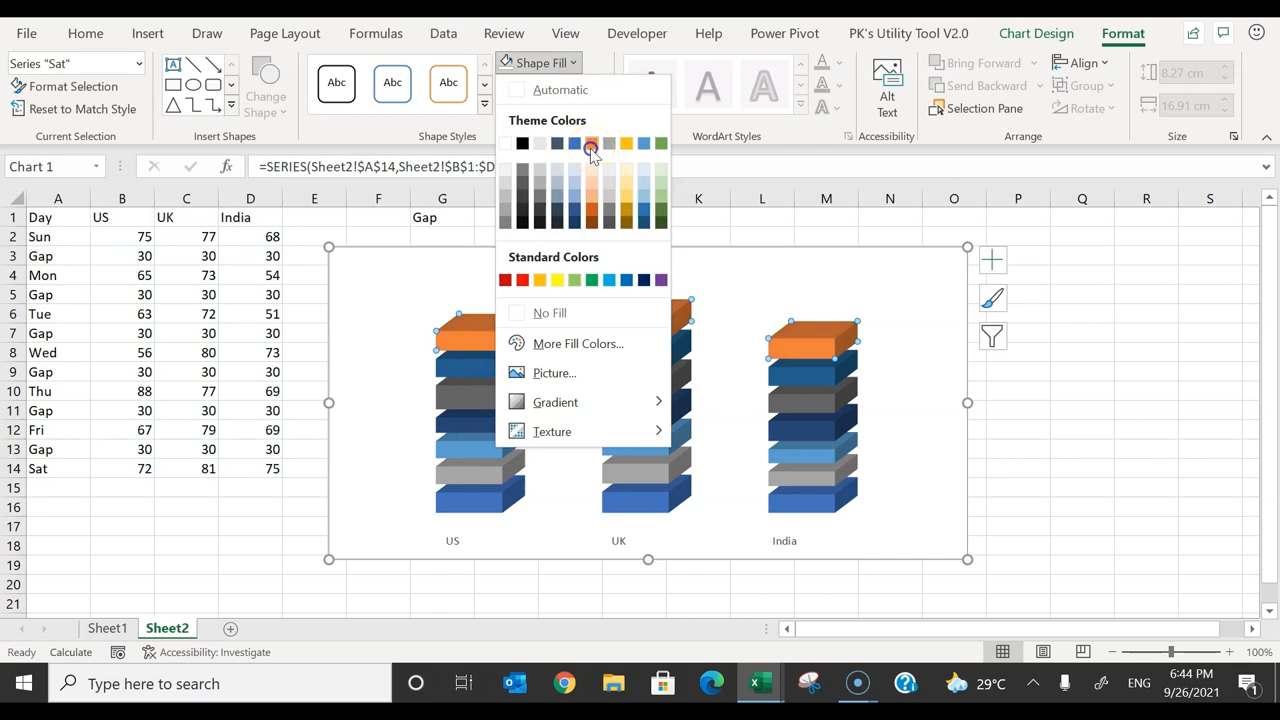 File Home Insert Draw Page Layout Formulas Data Review View Developer Help Power Pivot PK's Utility Tool V2.0 Chart Design Format
Series "Sat"
Format Selection
Reset to Match Style
Insert Shapes
Change
Shape
Abc Abc Abc
Shape Styles
Shape Fill
Automatic
Theme Colors
Standard Colors
No Fill
More Fill Colors...
Picture...
Gradient
Texture
A A
WordArt Styles
Alt
Text
Accessibility
Bring Forward
Send Backward
Selection Pane
Align
Rotate
Arrange
8.27 cm
16.91 cm
Size
Chart 1
=SERIES(Sheet2!$A$14,Sheet2!$B$1:$D
A B C D E F G K L M N O P Q R S
1 Day US UK India Gap
2 Sun 75 77 68
3 Gap 30 30 30
4 Mon 65 73 54
5 Gap 30 30 30
6 Tue 63 72 51
7 Gap 30 30 30
8 Wed 56 80 73
9 Gap 30 30 30
10 Thu 88 77 69
11 Gap 30 30 30
12 Fri 67 79 69
13 Gap 30 30 30
14 Sat 72 81 75
15
16
17
18
19
20
21
US UK India
Sheet1 Sheet2
Ready Calculate Accessibility: Investigate 100%
Type here to search
29°C
ENG
6:44 PM
9/26/2021
1